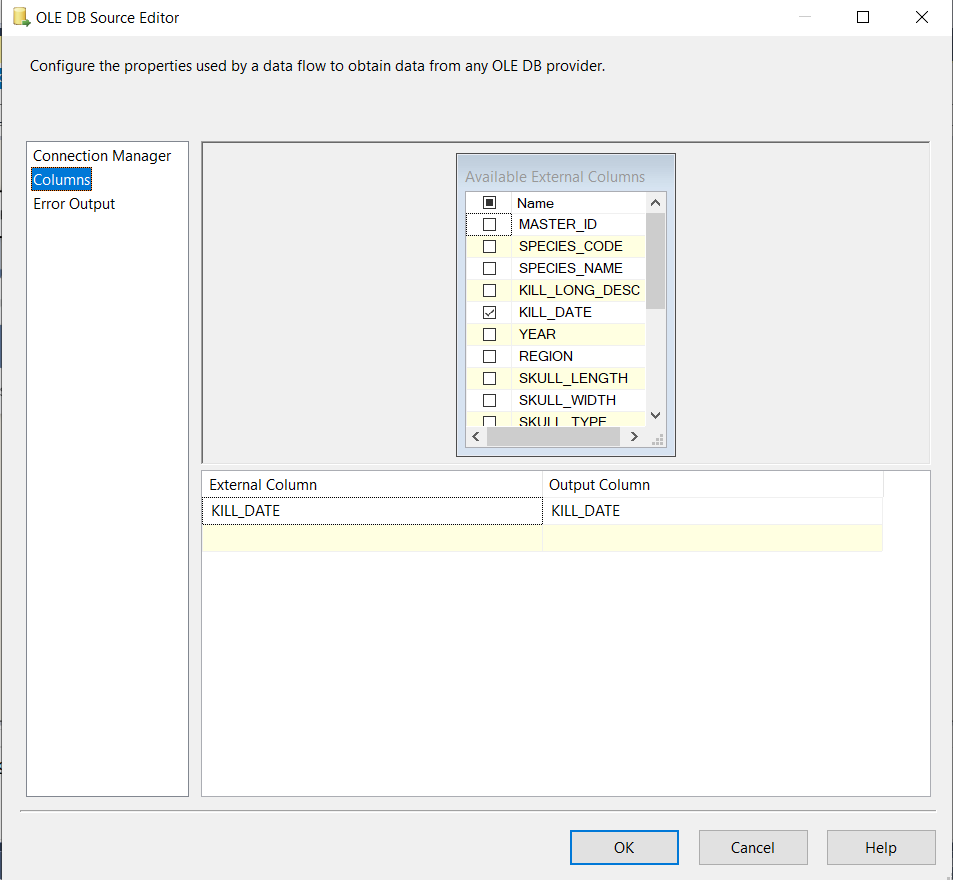 OLE DB Source Editor
Configure the properties used by a data flow to obtain data from any OLE DB provider.
Connection Manager
Columns
Error Output
Available External Columns
Name
MASTER_ID
SPECIES_CODE
SPECIES_NAME
KILL_LONG_DESC
KILL_DATE
YEAR
REGION
SKULL_LENGTH
SKULL_WIDTH
SKULL_TYPE
External Column Output Column
KILL_DATE KILL_DATE
OK Cancel Help